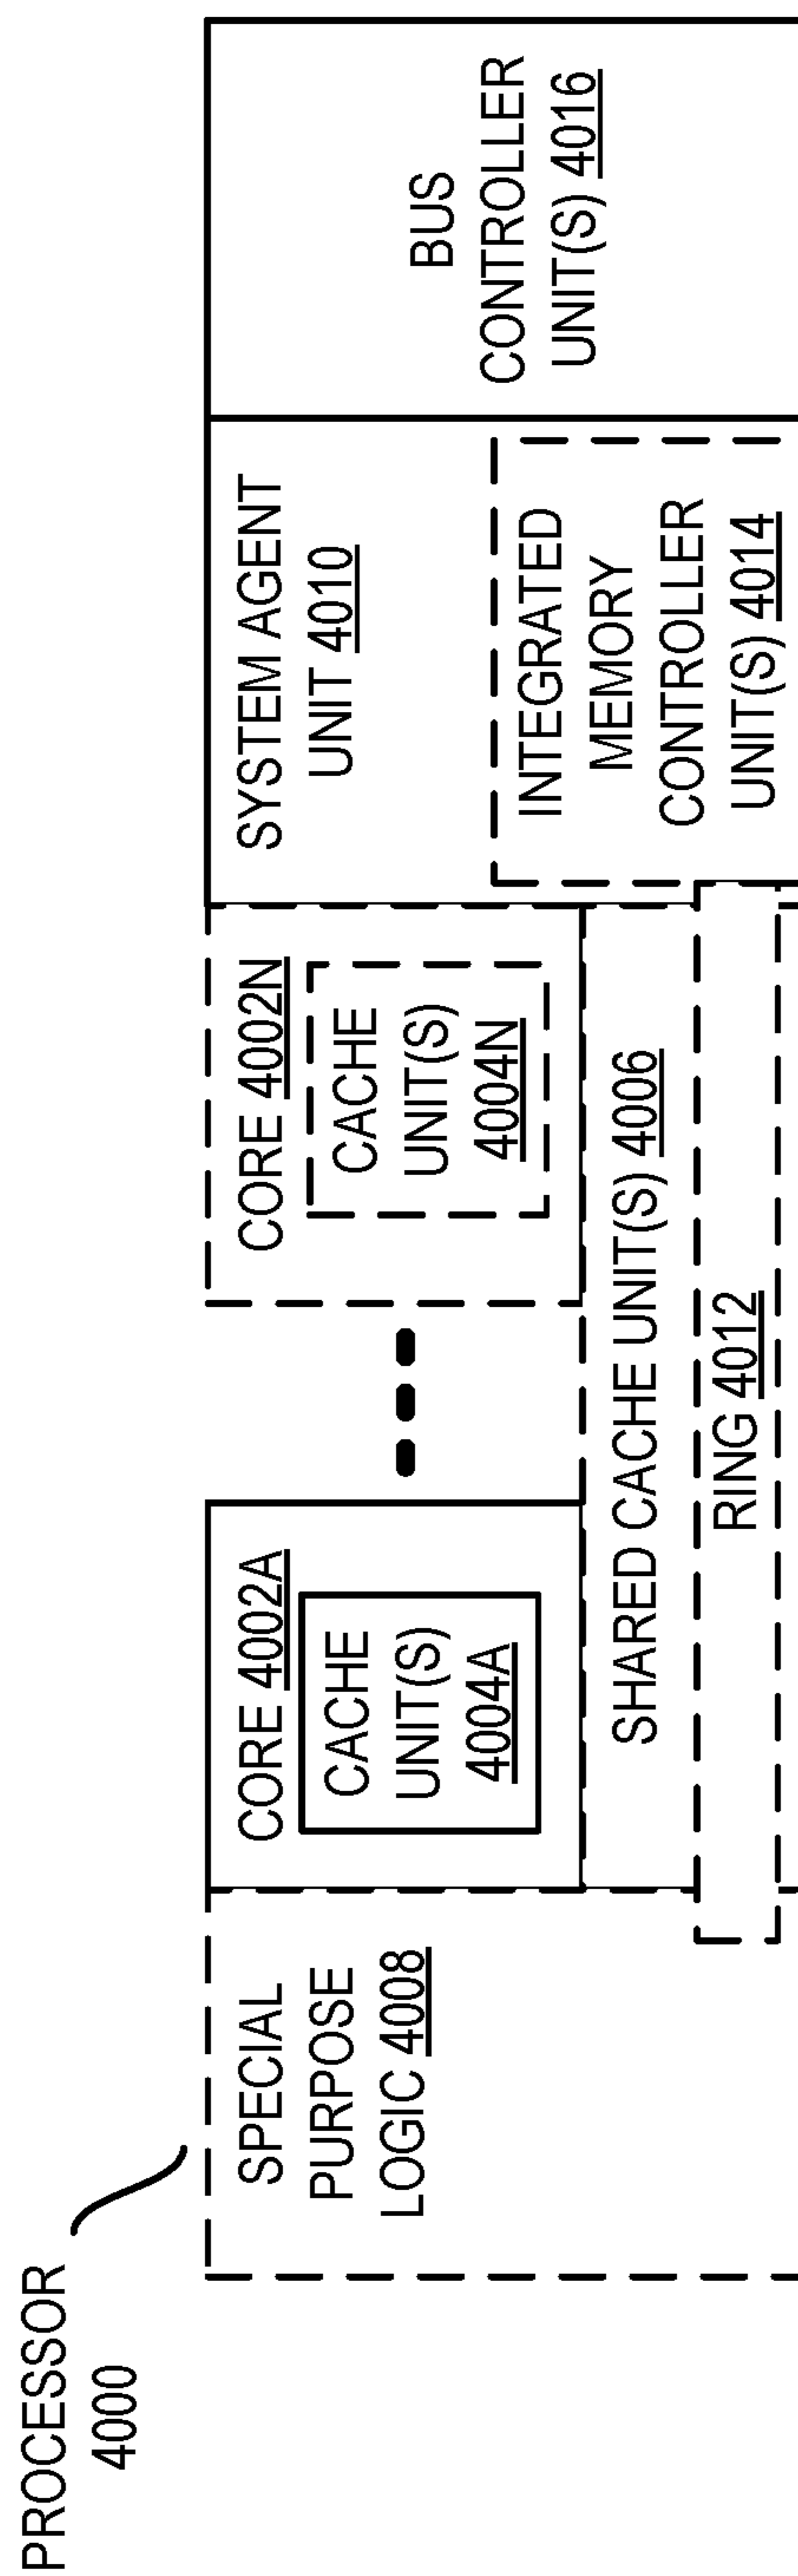 PROCESSOR
4000
SPECIAL
PURPOSE
LOGIC 4008
CORE 4002A
CACHE
UNIT(S)
4004A
CORE 4002N
CACHE
UNIT(S)
4004N
SHARED CACHE UNIT(S) 4006
RING 4012
SYSTEM AGENT
UNIT 4010
INTEGRATED
MEMORY
CONTROLLER
UNIT(S) 4014
BUS
CONTROLLER
UNIT(S) 4016